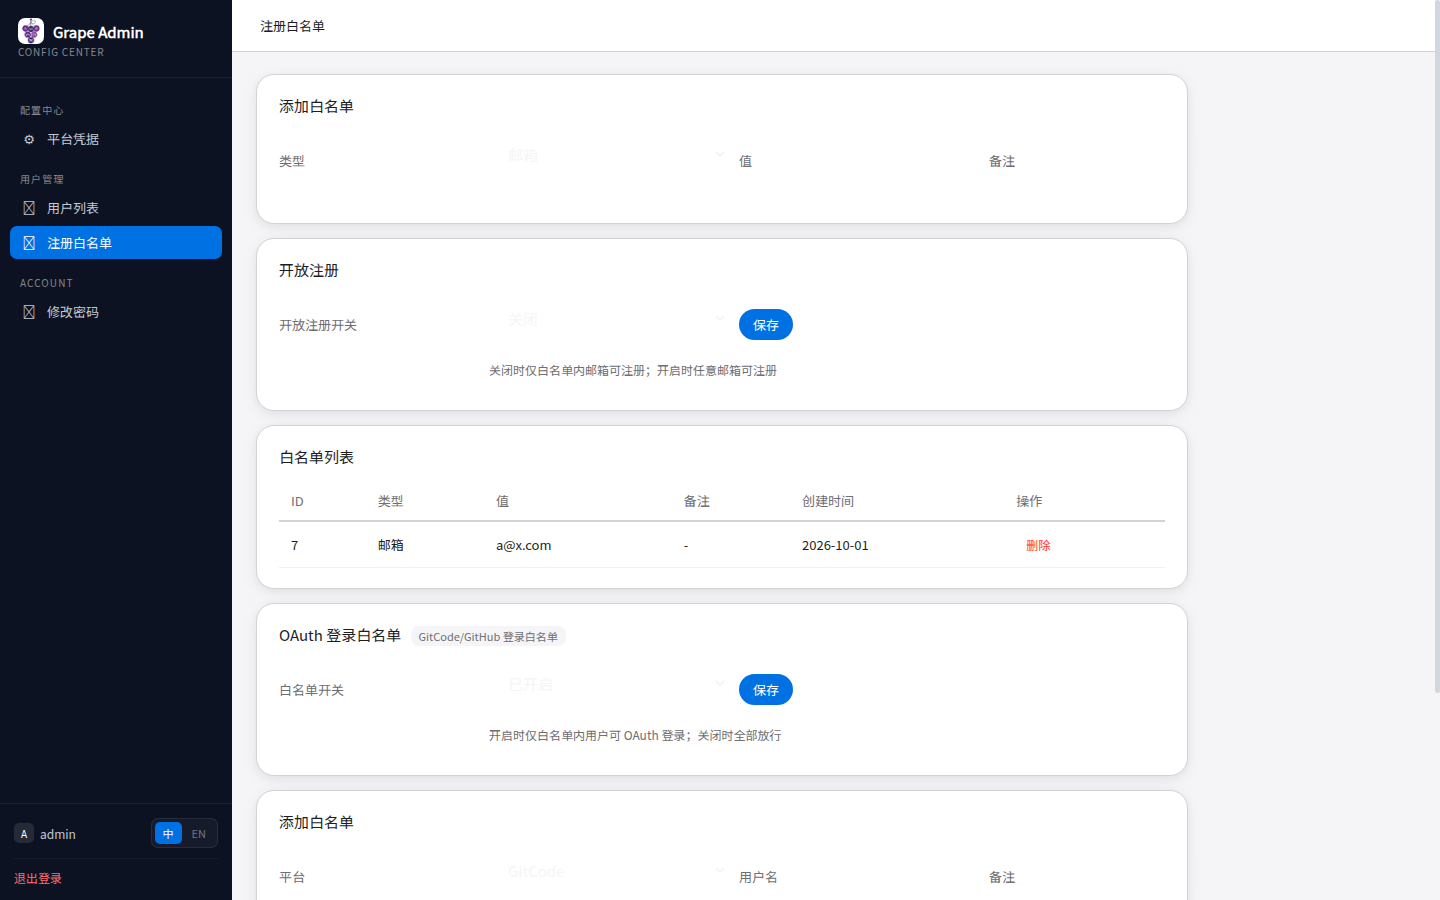 Grape Admin
CONFIG CENTER
配置中心
平台凭据
用户管理
用户列表
注册白名单
ACCOUNT
修改密码
A admin 中 EN
退出登录
注册白名单
添加白名单
类型 邮箱 值 备注
开放注册
开放注册开关 关闭 保存
关闭时仅白名单内邮箱可注册；开启时任意邮箱可注册
白名单列表
ID 类型 值 备注 创建时间 操作
7 邮箱 a@x.com - 2026-10-01 删除
OAuth 登录白名单 GitCode/GitHub 登录白名单
白名单开关 已开启 保存
开启时仅白名单内用户可 OAuth 登录；关闭时全部放行
添加白名单
平台 GitCode 用户名 备注